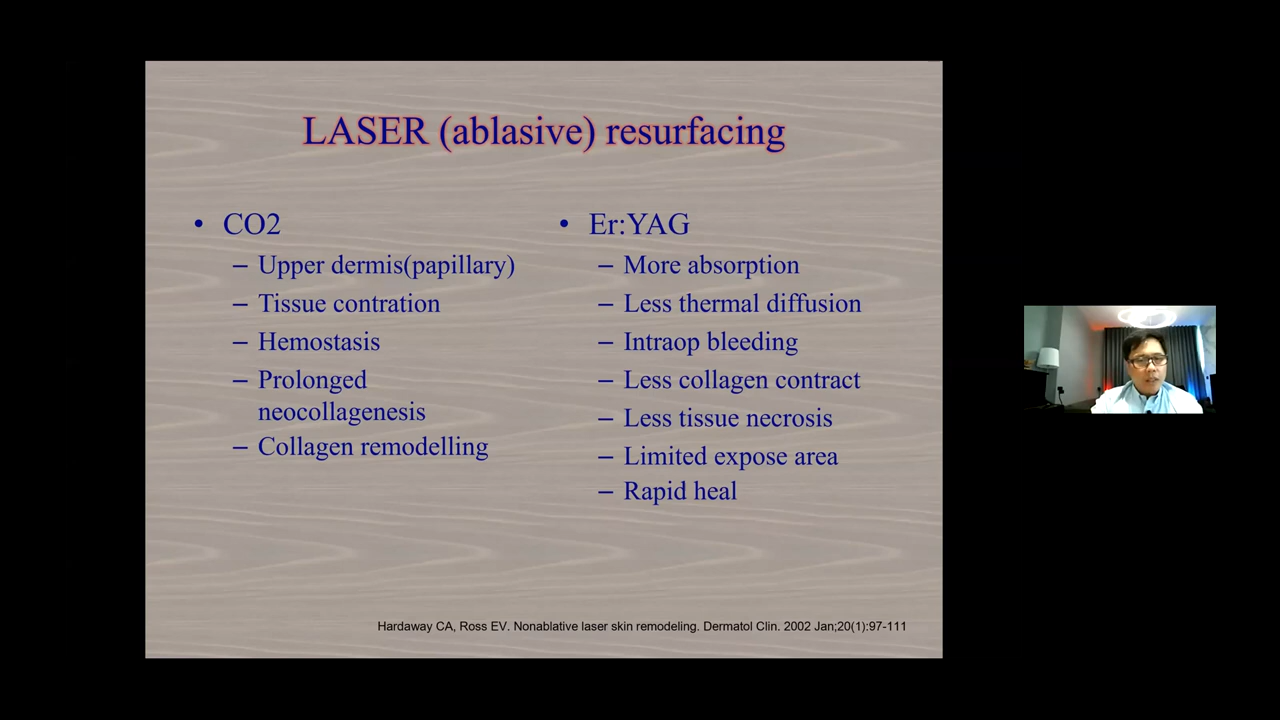 LASER (ablasive) resurfacing
• CO2
– Upper dermis(papillary)
– Tissue contration
– Hemostasis
– Prolonged
neocollagenesis
– Collagen remodelling
• Er:YAG
– More absorption
– Less thermal diffusion
– Intraop bleeding
– Less collagen contract
– Less tissue necrosis
– Limited expose area
– Rapid heal
Hardaway CA, Ross EV. Nonablative laser skin remodeling. Dermatol Clin. 2002 Jan;20(1):97-111